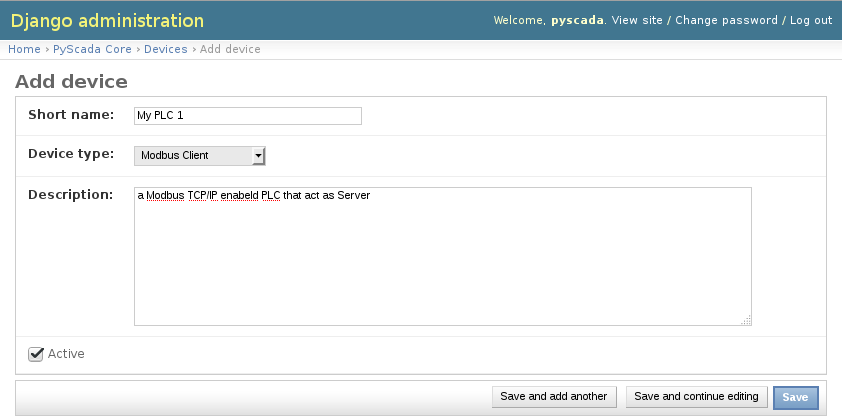 Django administration
Welcome, pyscada. View site / Change password / Log out
Home › PyScada Core › Devices › Add device
Add device
Short name: My PLC 1
Device type: Modbus Client
Description: a Modbus TCP/IP enabeld PLC that act as Server
Active
Save and add another Save and continue editing Save